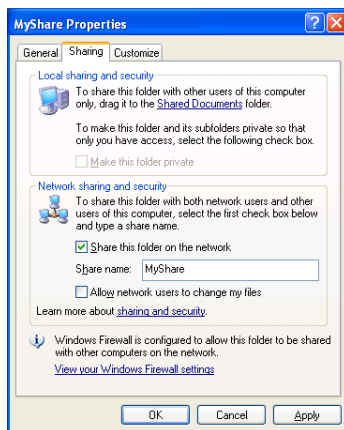 MyShare Properties
General Sharing Customize
Local sharing and security
To share this folder with other users of this computer
only, drag it to the Shared Documents folder.
To make this folder and its subfolders private so that
only you have access, select the following check box.
Make this folder private
Network sharing and security
To share this folder with both network users and other
users of this computer, select the first check box below
and type a share name.
Share this folder on the network
Share name: MyShare
Allow network users to change my files
Learn more about sharing and security.
Windows Firewall is configured to allow this folder to be shared
with other computers on the network.
View your Windows Firewall settings
OK Cancel Apply